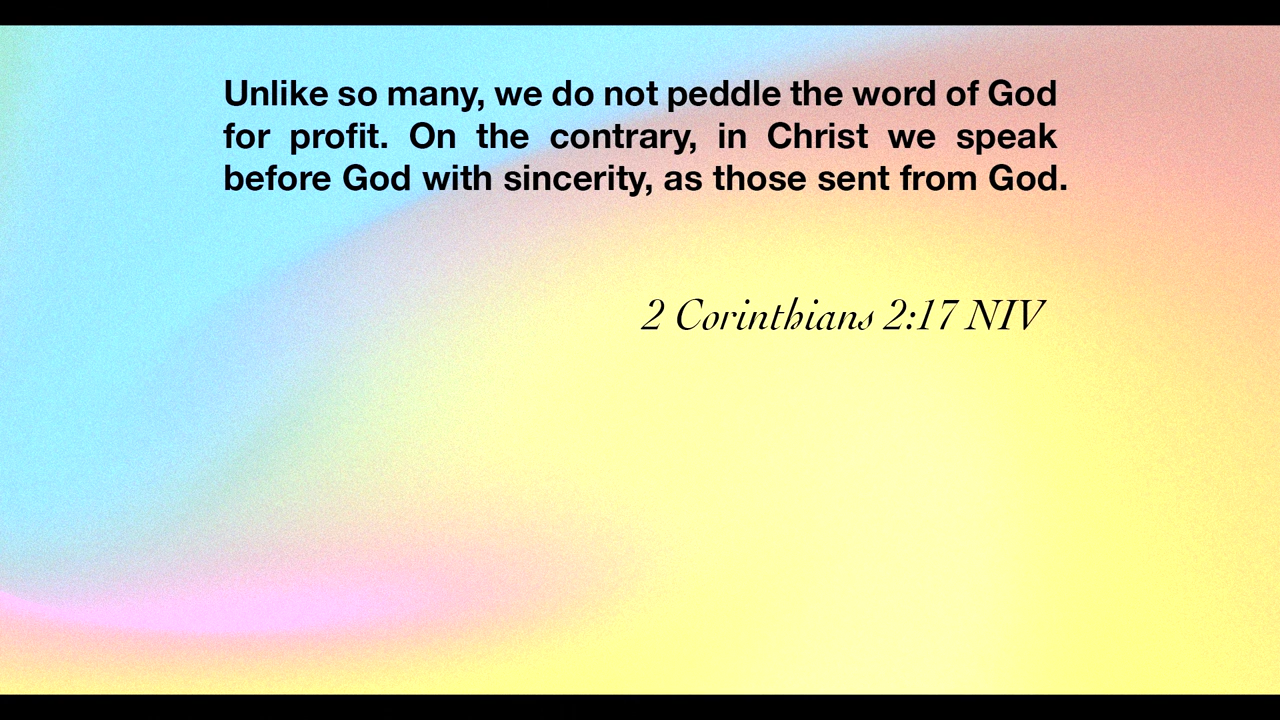 Unlike so many, we do not peddle the word of God
for profit. On the contrary, in Christ we speak
before God with sincerity, as those sent from God.
2 Corinthians 2:17 NIV